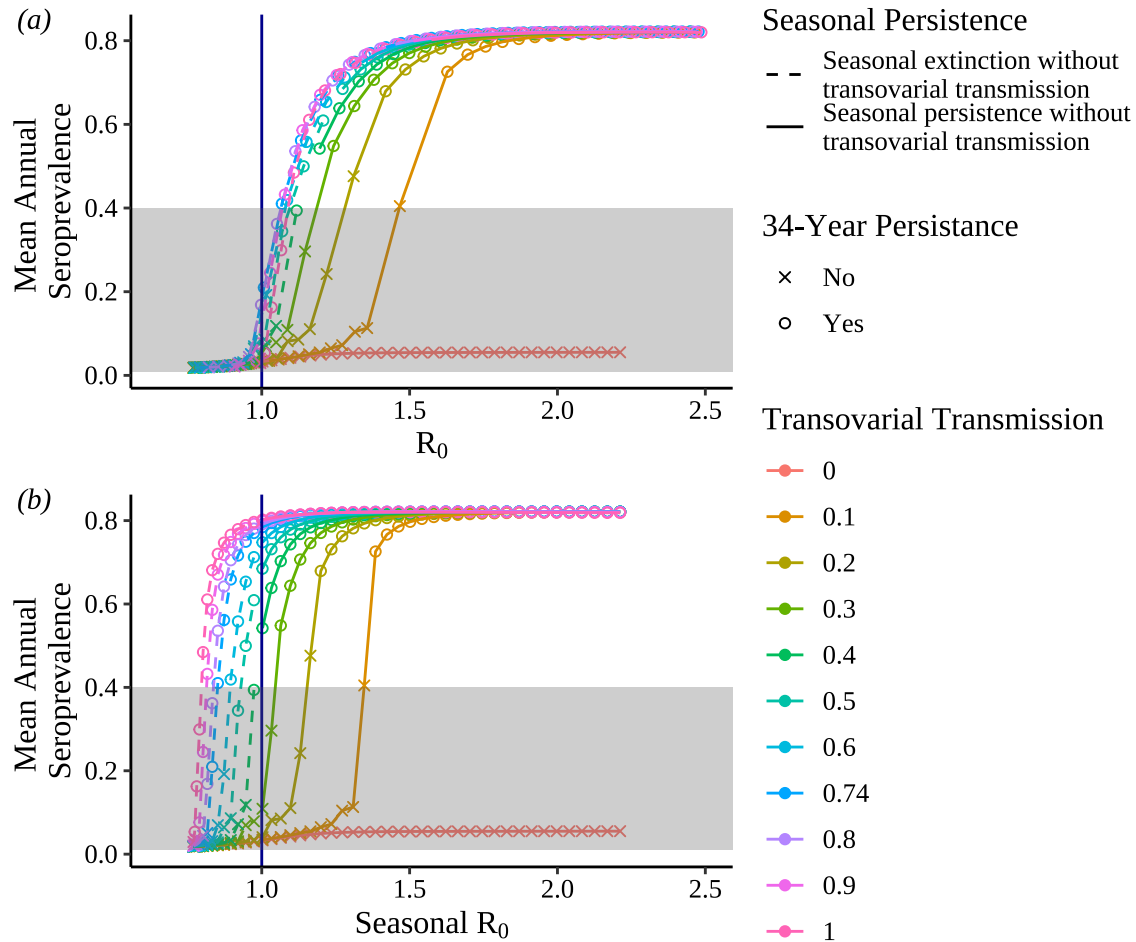 (a)
Mean Annual
Seroprevalence
0.8
0.6
0.4
0.2
0.0
1.0
1.5
2.0
2.5
R0
(b)
Mean Annual
Seroprevalence
0.8
0.6
0.4
0.2
0.0
1.0
1.5
2.0
2.5
Seasonal R0
Seasonal Persistence
Seasonal extinction without
transovarial transmission
Seasonal persistence without
transovarial transmission
34-Year Persistance
No
Yes
Transovarial Transmission
0
0.1
0.2
0.3
0.4
0.5
0.6
0.74
0.8
0.9
1